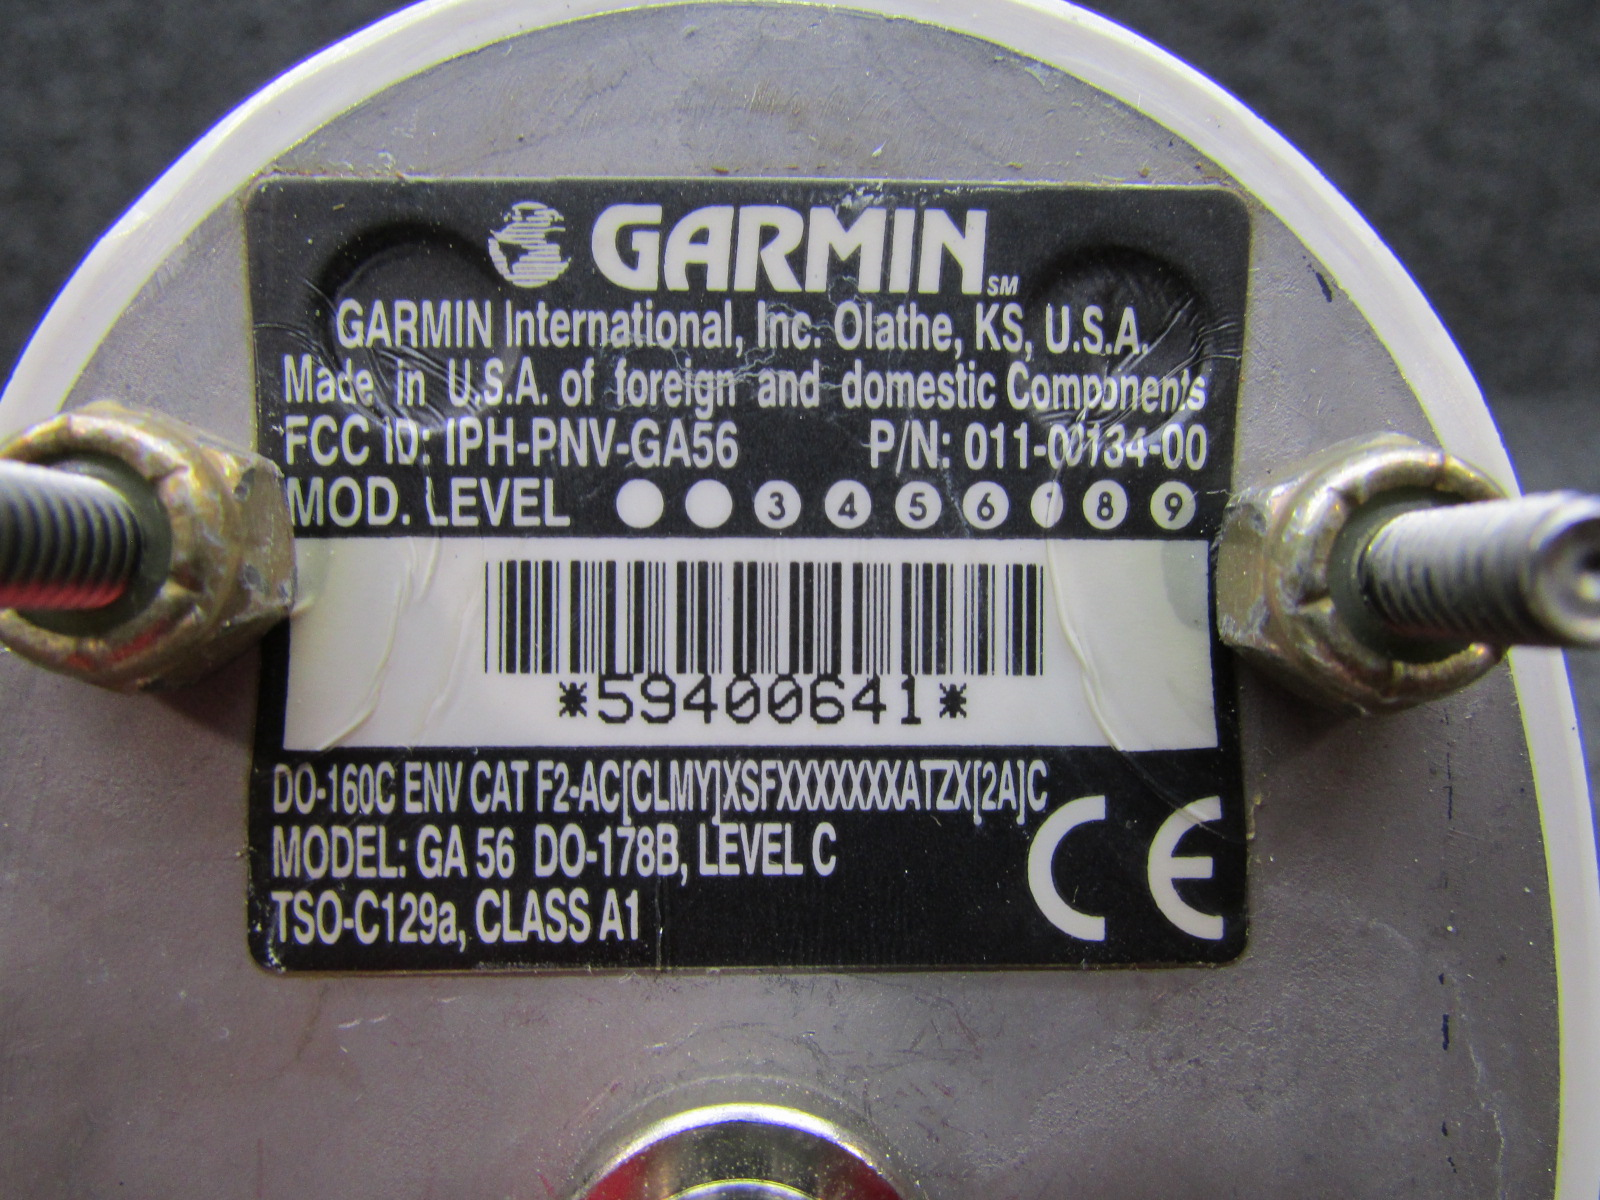 GARMIN SM
GARMIN International, Inc. Olathe, KS, U.S.A.
Made in U.S.A. of foreign and domestic Components
FCC ID: IPH-PNV-GA56 P/N: 011-00134-00
MOD. LEVEL 3 4 5 6 7 8 9
*59400641*
DO-160C ENV CAT F2-AC[CLMY]XSFXXXXXXXATZX[2A]C
MODEL: GA 56 DO-178B, LEVEL C
TSO-C129a, CLASS A1
CE